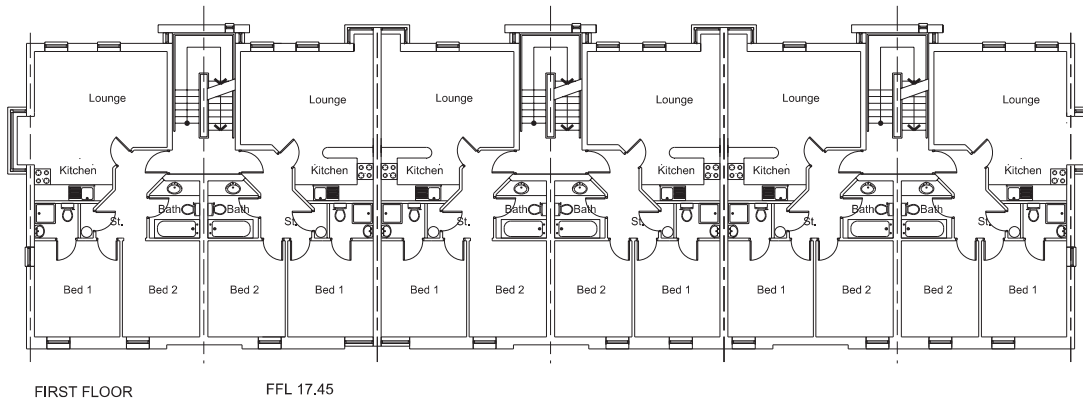 Lounge Lounge Lounge Lounge Lounge Lounge
Kitchen Kitchen Kitchen Kitchen Kitchen Kitchen
Bath Bath Bath Bath Bath Bath
St. St. St. St. St. St.
Bed 1 Bed 2 Bed 2 Bed 1 Bed 1 Bed 2 Bed 2 Bed 1 Bed 1 Bed 2 Bed 2 Bed 1
FIRST FLOOR FFL 17.45